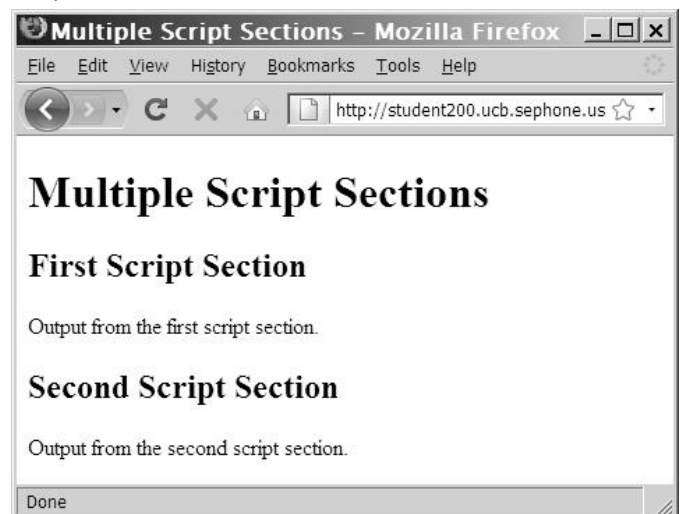 Multiple Script Sections – Mozilla Firefox
File Edit View History Bookmarks Tools Help
http://student200.ucb.sephone.us
Multiple Script Sections
First Script Section
Output from the first script section.
Second Script Section
Output from the second script section.
Done